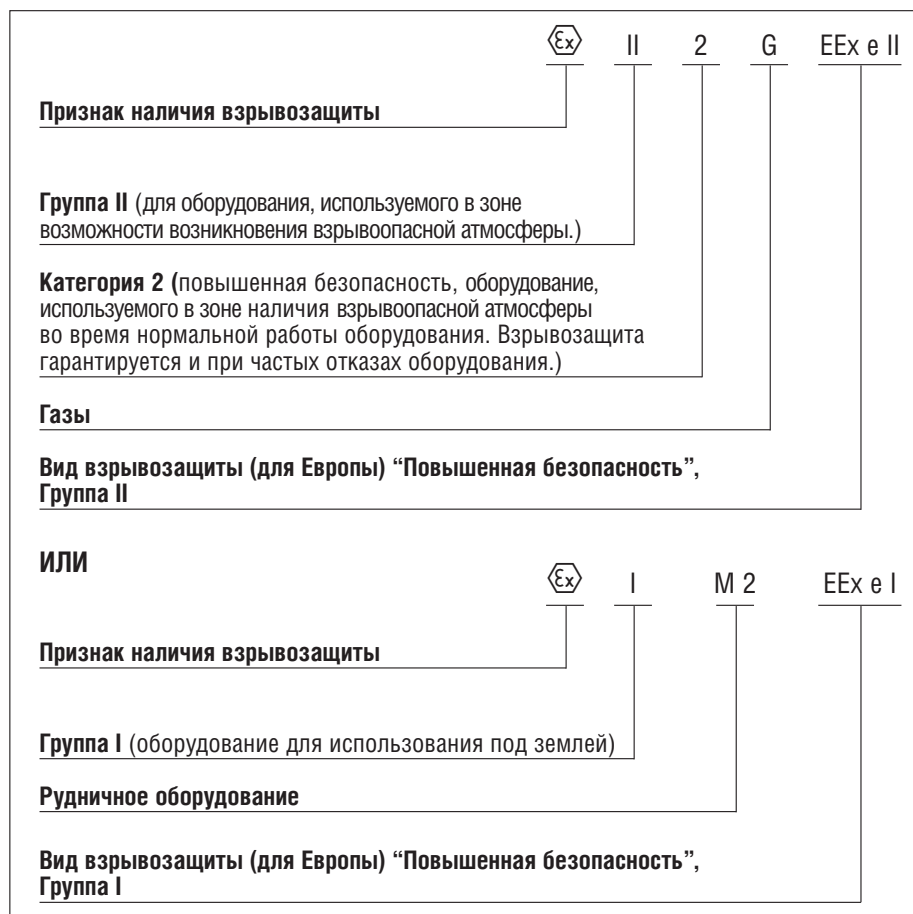 Ex II 2 G EEx e II
Признак наличия взрывозащиты
Группа II (для оборудования, используемого в зоне
возможности возникновения взрывоопасной атмосферы.)
Категория 2 (повышенная безопасность, оборудование,
используемого в зоне наличия взрывоопасной атмосферы
во время нормальной работы оборудования. Взрывозащита
гарантируется и при частых отказах оборудования.)
Газы
Вид взрывозащиты (для Европы) “Повышенная безопасность”,
Группа II
ИЛИ
Ex I M 2 EEx e I
Признак наличия взрывозащиты
Группа I (оборудование для использования под землей)
Рудничное оборудование
Вид взрывозащиты (для Европы) “Повышенная безопасность”,
Группа I